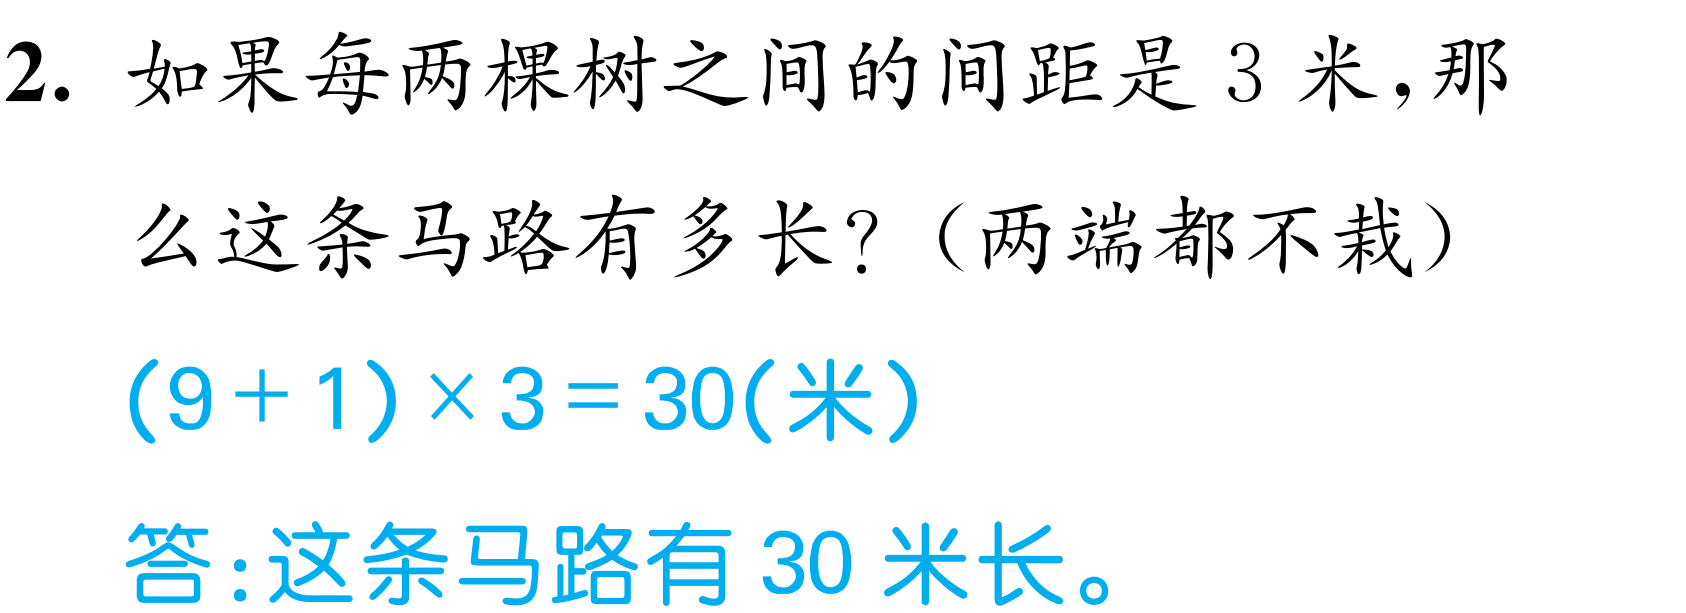 2. 如果每两棵树之间的间距是 3 米,那
么这条马路有多长?(两端都不栽)
(9+1)×3=30(米)
答:这条马路有 30 米长。